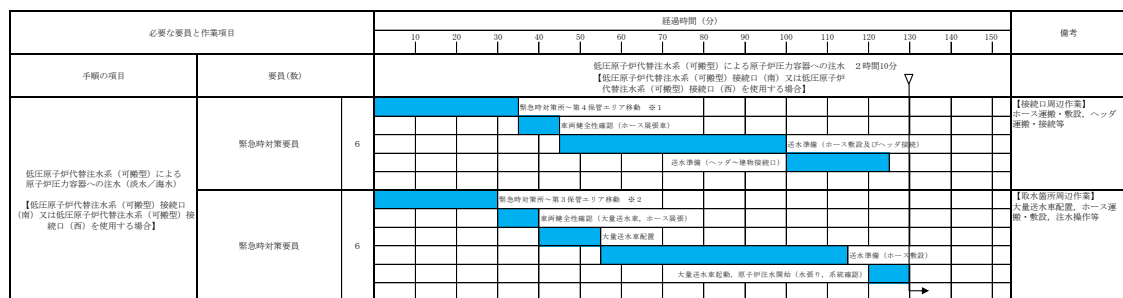 必要な要員と作業項目
経過時間（分）
備考
10 20 30 40 50 60 70 80 90 100 110 120 130 140 150
手順の項目
要員(数)
低圧原子炉代替注水系（可搬型）による原子炉圧力容器への注水 2時間10分
【低圧原子炉代替注水系（可搬型）接続口（南）又は低圧原子炉
代替注水系（可搬型）接続口（西）を使用する場合】
低圧原子炉代替注水系（可搬型）による
原子炉圧力容器への注水（淡水／海水）
【低圧原子炉代替注水系（可搬型）接続口
（南）又は低圧原子炉代替注水系（可搬型）接
続口（西）を使用する場合】
緊急時対策要員
6
緊急時対策所～第４保管エリア移動 ※１
車両健全性確認（ホース展張車）
送水準備（ホース敷設及びヘッダ接続）
送水準備（ヘッダ～建物接続口）
【接続口周辺作業】
ホース運搬・敷設，ヘッダ
運搬・接続等
緊急時対策要員
6
緊急時対策所～第３保管エリア移動 ※２
車両健全性確認（大量送水車，ホース展張）
大量送水車配置
送水準備（ホース敷設）
大量送水車起動，原子炉注水開始（水張り，系統確認）
【取水箇所周辺作業】
大量送水車配置，ホース運
搬・敷設，注水操作等